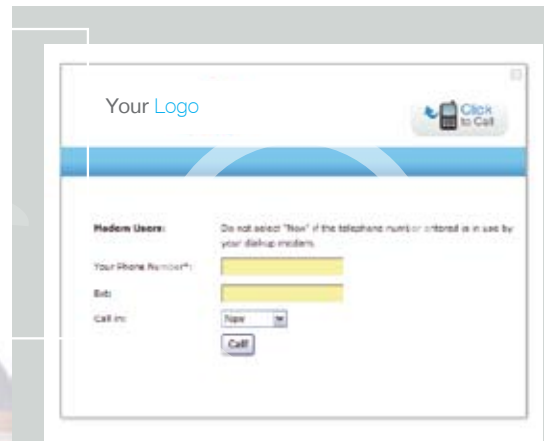 Your Logo
Click
to Call
Modem Users:
Do not select "Now" if the telephone number entered is in use by
your dialup modem.
Your Phone Number*:
Ext:
Call in:
Now
Call!